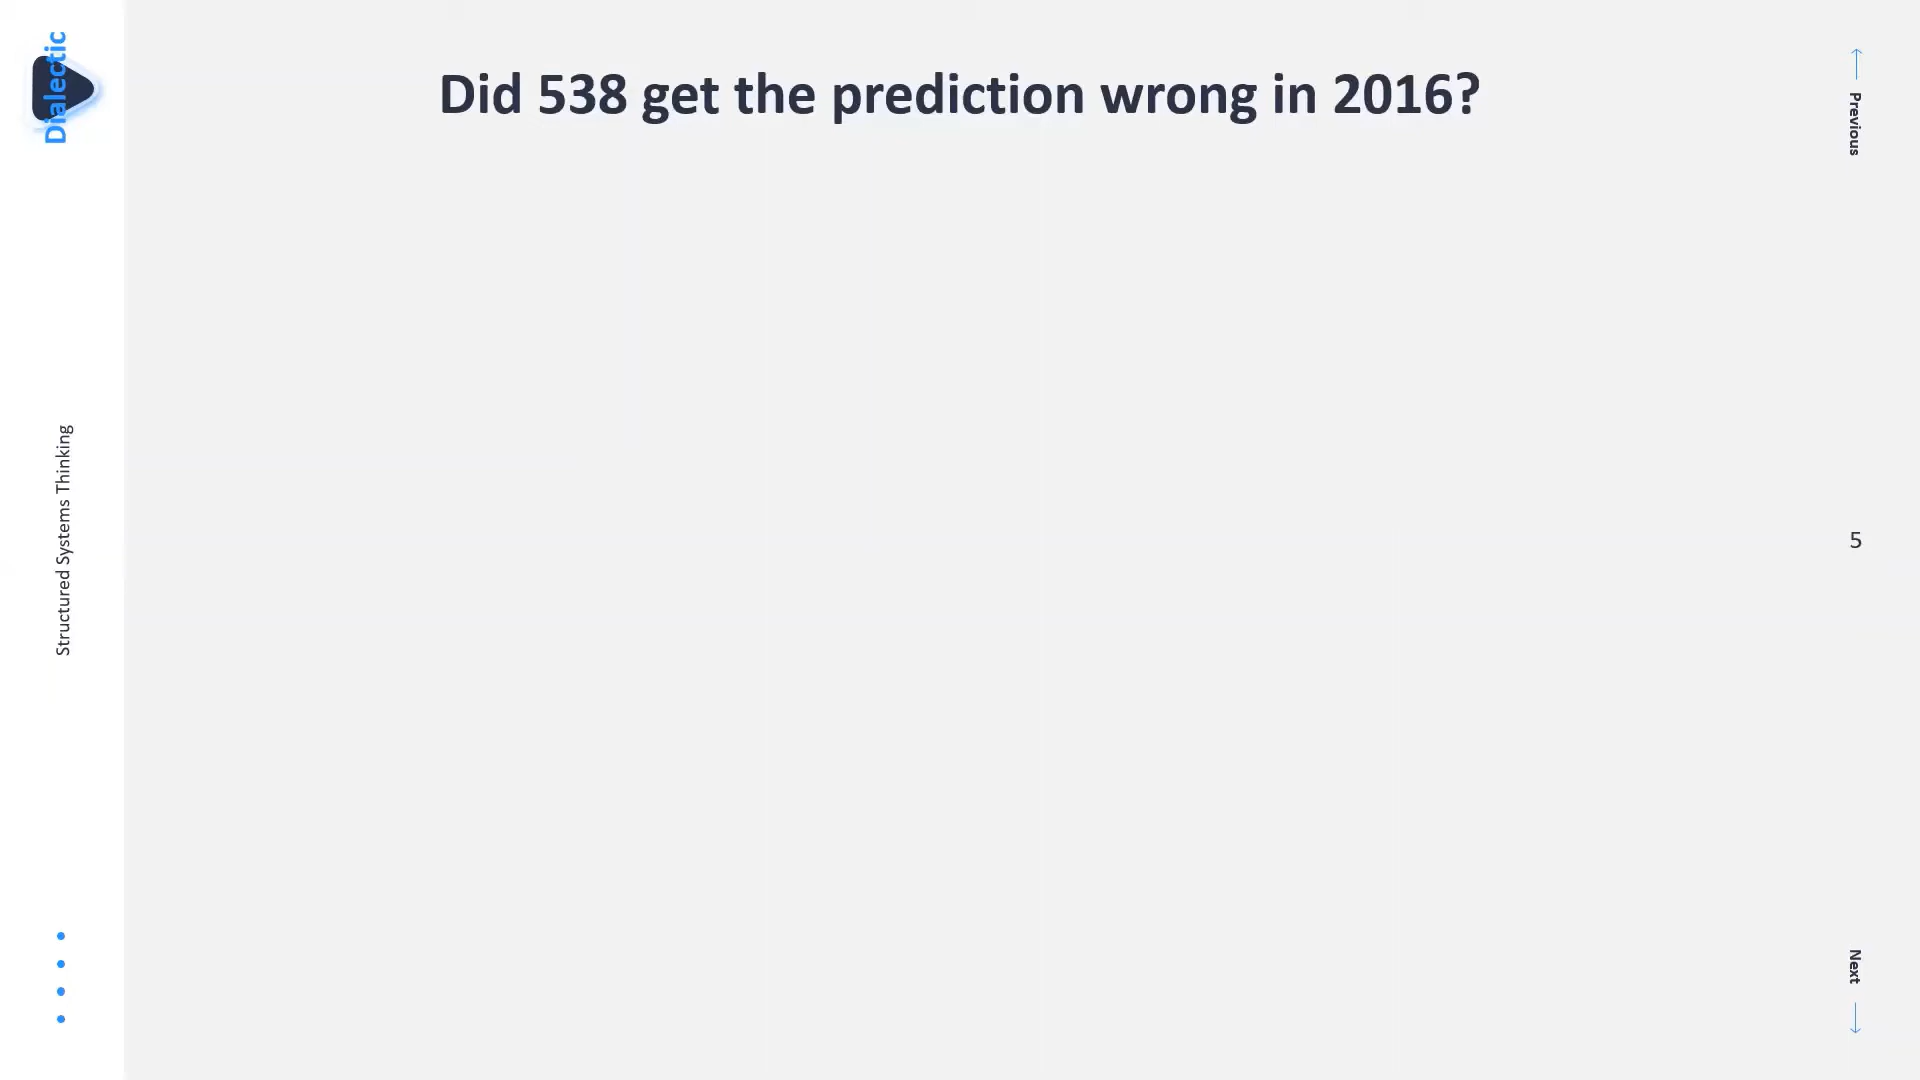 Dialectic
Did 538 get the prediction wrong in 2016?
Previous
Structured Systems Thinking
5
Next